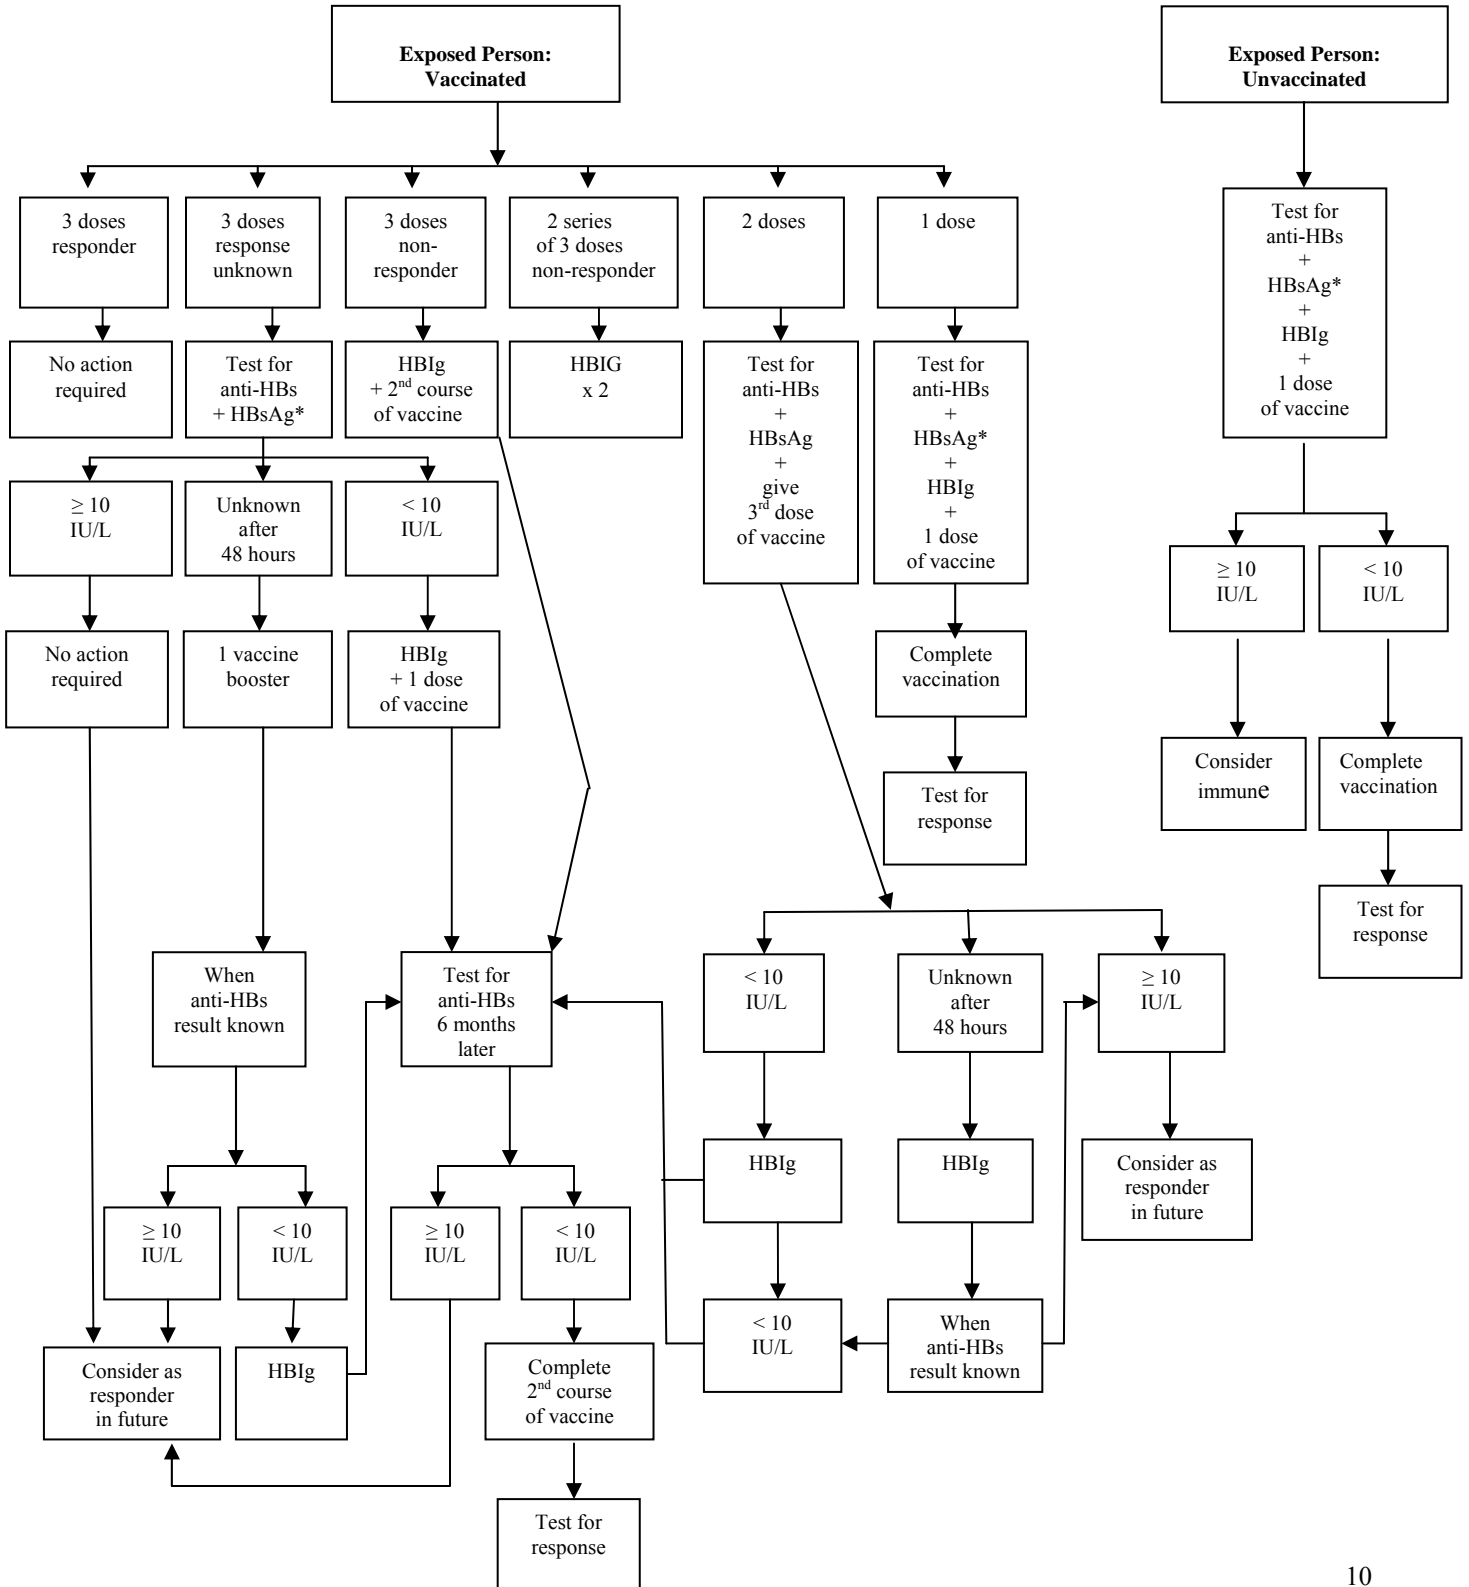 Exposed Person:
Vaccinated
Exposed Person:
Unvaccinated
3 doses
responder
3 doses
response
unknown
3 doses
non-
responder
2 series
of 3 doses
non-responder
2 doses
1 dose
Test for
anti-HBs
+
HBsAg*
+
HBIg
+
1 dose
of vaccine
No action
required
Test for
anti-HBs
+ HBsAg*
HBIg
+ 2nd course
of vaccine
HBIG
x 2
Test for
anti-HBs
+
HBsAg
+
give
3rd dose
of vaccine
Test for
anti-HBs
+
HBsAg*
+
HBIg
+
1 dose
of vaccine
≥ 10
IU/L
Unknown
after
48 hours
< 10
IU/L
≥ 10
IU/L
< 10
IU/L
No action
required
1 vaccine
booster
HBIg
+ 1 dose
of vaccine
Complete
vaccination
Consider
immune
Complete
vaccination
Test for
response
Test for
response
When
anti-HBs
result known
Test for
anti-HBs
6 months
later
< 10
IU/L
Unknown
after
48 hours
≥ 10
IU/L
HBIg
HBIg
Consider as
responder
in future
≥ 10
IU/L
< 10
IU/L
≥ 10
IU/L
< 10
IU/L
< 10
IU/L
When
anti-HBs
result known
Consider as
responder
in future
HBIg
Complete
2nd course
of vaccine
Test for
response
10